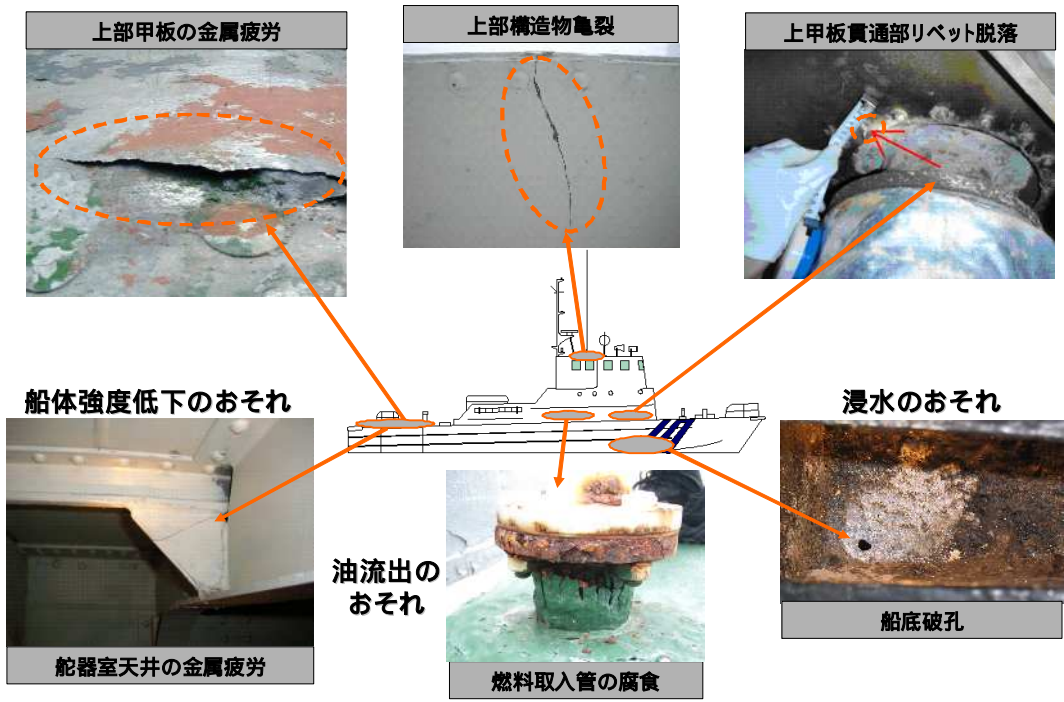 上部甲板の金属疲労
上部構造物亀裂
上甲板貫通部リベット脱落
船体強度低下のおそれ
浸水のおそれ
油流出の
おそれ
船底破孔
舵器室天井の金属疲労
燃料取入管の腐食